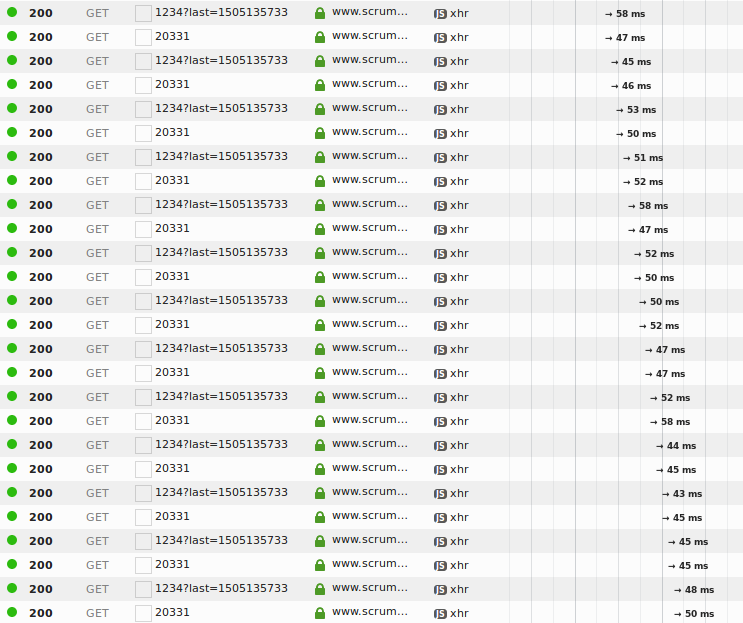 200 GET 1234?last=1505135733 www.scrum... JS xhr → 58 ms
200 GET 20331 www.scrum... JS xhr → 47 ms
200 GET 1234?last=1505135733 www.scrum... JS xhr → 45 ms
200 GET 20331 www.scrum... JS xhr → 46 ms
200 GET 1234?last=1505135733 www.scrum... JS xhr → 53 ms
200 GET 20331 www.scrum... JS xhr → 50 ms
200 GET 1234?last=1505135733 www.scrum... JS xhr → 51 ms
200 GET 20331 www.scrum... JS xhr → 52 ms
200 GET 1234?last=1505135733 www.scrum... JS xhr → 58 ms
200 GET 20331 www.scrum... JS xhr → 47 ms
200 GET 1234?last=1505135733 www.scrum... JS xhr → 52 ms
200 GET 20331 www.scrum... JS xhr → 50 ms
200 GET 1234?last=1505135733 www.scrum... JS xhr → 50 ms
200 GET 20331 www.scrum... JS xhr → 52 ms
200 GET 1234?last=1505135733 www.scrum... JS xhr → 47 ms
200 GET 20331 www.scrum... JS xhr → 47 ms
200 GET 1234?last=1505135733 www.scrum... JS xhr → 52 ms
200 GET 20331 www.scrum... JS xhr → 58 ms
200 GET 1234?last=1505135733 www.scrum... JS xhr → 44 ms
200 GET 20331 www.scrum... JS xhr → 45 ms
200 GET 1234?last=1505135733 www.scrum... JS xhr → 43 ms
200 GET 20331 www.scrum... JS xhr → 45 ms
200 GET 1234?last=1505135733 www.scrum... JS xhr → 45 ms
200 GET 20331 www.scrum... JS xhr → 45 ms
200 GET 1234?last=1505135733 www.scrum... JS xhr → 48 ms
200 GET 20331 www.scrum... JS xhr → 50 ms